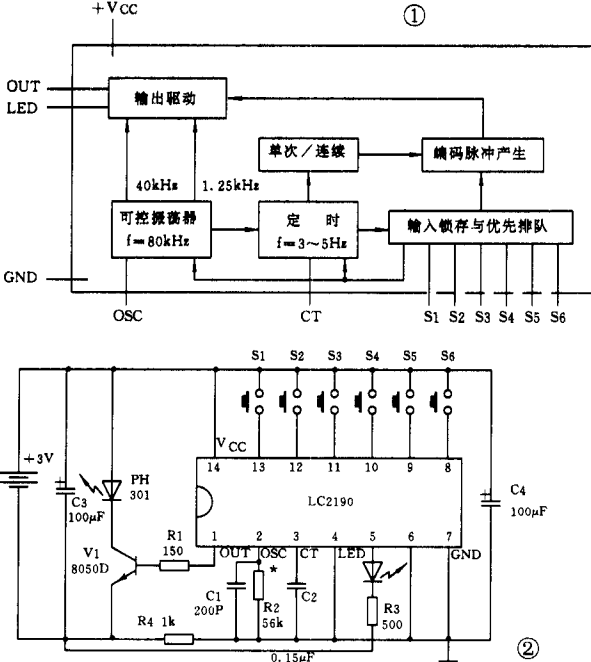 +VCC ①
OUT
LED
输出驱动
单次/连续
编码脉冲产生
40kHz 1.25kHz
可控振荡器
f=80kHz
定 时
f=3~5Hz
输入锁存与优先排队
GND
OSC CT S1 S2 S3 S4 S5 S6
S1 S2 S3 S4 S5 S6
+3V
VCC
14 13 12 11 10 9 8
PH
301
+
C3
100μF
LC2190
+
C4
100μF
1 2 3 4 5 6 7
OUT OSC CT LED GND
V1
8050D
R1
150
*
C1
200P
R2
56k
C2
R3
500
R4 1k
0.15μF
②